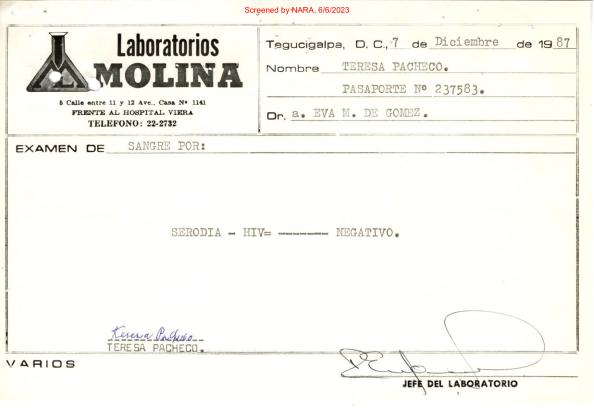 Screened by NARA, 6/6/2023
Laboratorios
MOLINA
5 Calle entre 11 y 12 Ave., Casa Nº 1141
FRENTE AL HOSPITAL VIERA
TELEFONO: 22-2732
Tegucigalpa, D. C., 7 de Diciembre de 1987
Nombre TERESA PACHECO.
PASAPORTE Nº 237583.
Dr. a. EVA M. DE GOMEZ.
EXAMEN DE SANGRE POR:
SERODIA - HIV= ------- NEGATIVO.
Teresa Pacheco
TERESA PACHECO.
VARIOS
JEFE DEL LABORATORIO